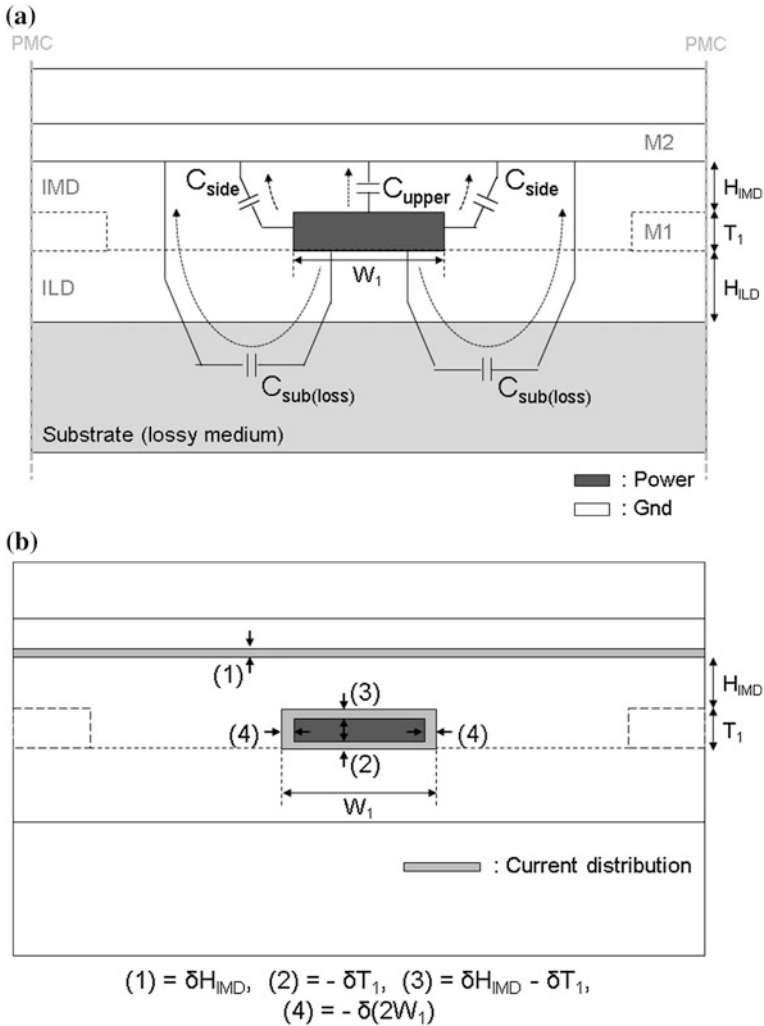 (a)
PMC PMC
M2
IMD C_side C_upper C_side H_IMD
M1 T_1
W_1
ILD H_ILD
C_sub(loss) C_sub(loss)
Substrate (lossy medium)
: Power
: Gnd
(b)
(1) H_IMD
(3)
(4) (4) T_1
(2)
W_1
: Current distribution
(1) = δH_IMD, (2) = - δT_1, (3) = δH_IMD - δT_1,
(4) = - δ(2W_1)